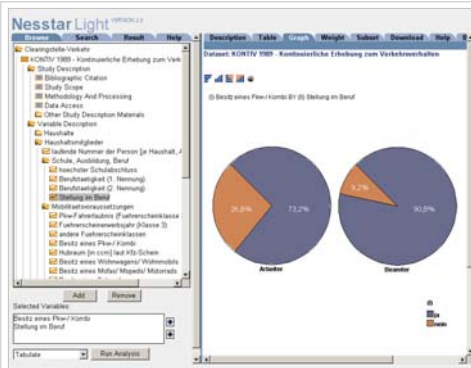 Nesstar Light VERSION 2.0
Browse Search Result Help
Clearingstelle-Verkehr
KONTIV 1989 - Kontinuierliche Erhebung zum Verk
Study Description
Bibliographic Citation
Study Scope
Methodology And Processing
Data Access
Other Study Description Materials
Variable Description
Haushalte
Haushaltsmitglieder
laufende Nummer der Person [je Haushalt, A
Schule, Ausbildung, Beruf
hoechster Schulabschluss
Berufstaetigkeit (1. Nennung)
Berufstaetigkeit (2. Nennung)
Stellung im Beruf
Mobilitaetsvoraussetzungen
Pkw-Fahrerlaubnis (Fuehrerscheinklasse
Fuehrerscheinerwerbsjahr (Klasse 3)
andere Fuehrerscheinklassen
Besitz eines Pkw-/ Kombi
Hubraum [in ccm] laut Kfz-Schein
Besitz eines Wohnwagens/ Wohnmobils
Besitz eines Mofas/ Mopeds/ Motorrads
Add Remove
Selected Variables:
Besitz eines Pkw-/ Kombi
Stellung im Beruf
Tabulate Run Analysis
Description Table Graph Weight Subset Download Help
Dataset: KONTIV 1989 - Kontinuierliche Erhebung zum Verkehrsverhalten
Besitz eines Pkw-/ Kombi BY (II) Stellung im Beruf
26,8% 73,2%
9,2% 90,8%
Arbeiter Beamter
ja
nein